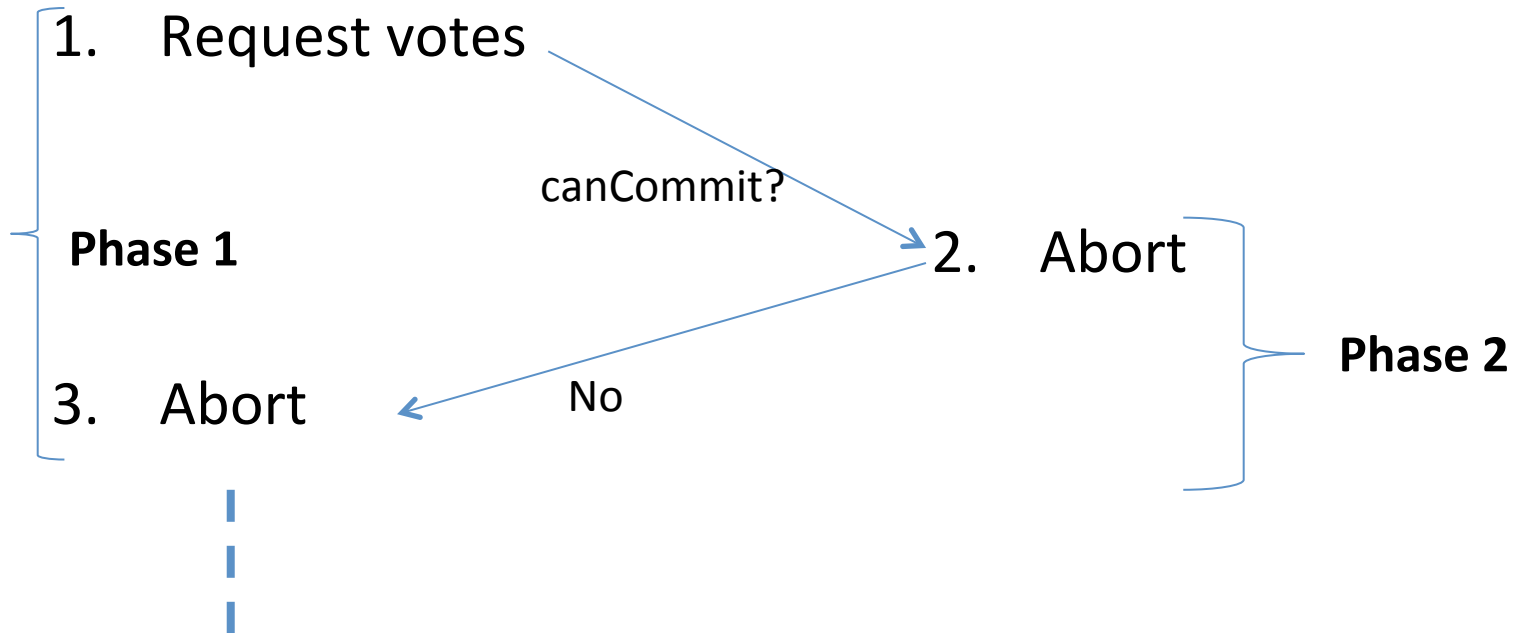 1. Request votes
canCommit?
Phase 1
2. Abort
Phase 2
3. Abort
No